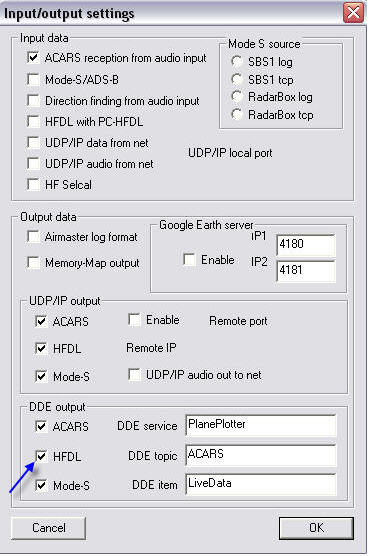 Input/output settings
Input data
ACARS reception from audio input
Mode-S/ADS-B
Direction finding from audio input
HFDL with PC-HFDL
UDP/IP data from net
UDP/IP audio from net
HF Selcal
Mode S source
SBS1 log
SBS1 tcp
RadarBox log
RadarBox tcp
UDP/IP local port
Output data
Airmaster log format
Memory-Map output
Google Earth server
Enable
IP1
4180
IP2
4181
UDP/IP output
ACARS
Enable
Remote port
HFDL
Remote IP
Mode-S
UDP/IP audio out to net
DDE output
ACARS
DDE service
PlanePlotter
HFDL
DDE topic
ACARS
Mode-S
DDE item
LiveData
Cancel
OK